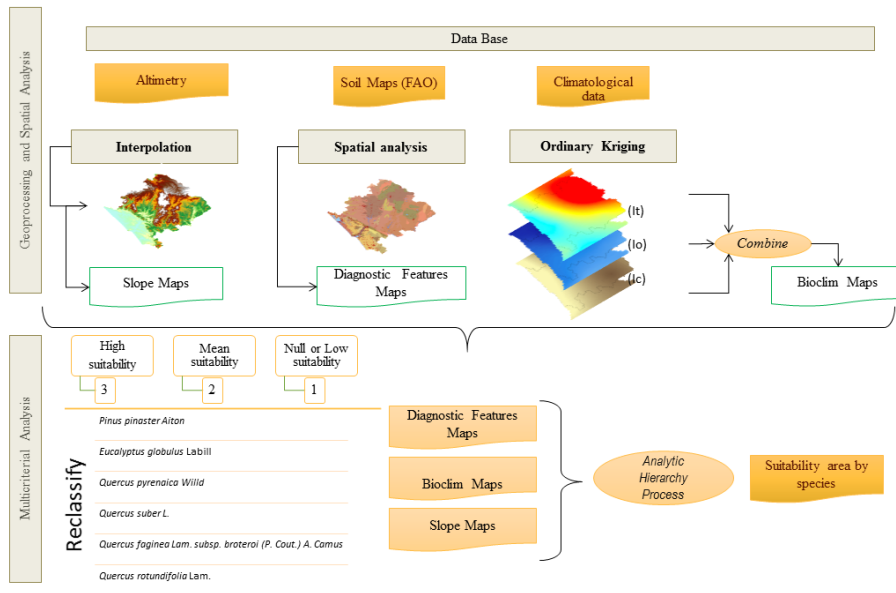 Geoprocessing and Spatial Analysis
Data Base
Altimetry
Soil Maps (FAO)
Climatological
data
Interpolation
Spatial analysis
Ordinary Kriging
(It)
(Io)
(Ic)
Combine
Slope Maps
Diagnostic Features
Maps
Bioclim Maps
Multicriterial Analysis
High
suitability
3
Mean
suitability
2
Null or Low
suitability
1
Reclassify
Pinus pinaster Aiton
Eucalyptus globulus Labill
Quercus pyrenaica Willd
Quercus suber L.
Quercus faginea Lam. subsp. broteroi (P. Cout.) A. Camus
Quercus rotundifolia Lam.
Diagnostic Features
Maps
Bioclim Maps
Slope Maps
Analytic
Hierarchy
Process
Suitability area by
species